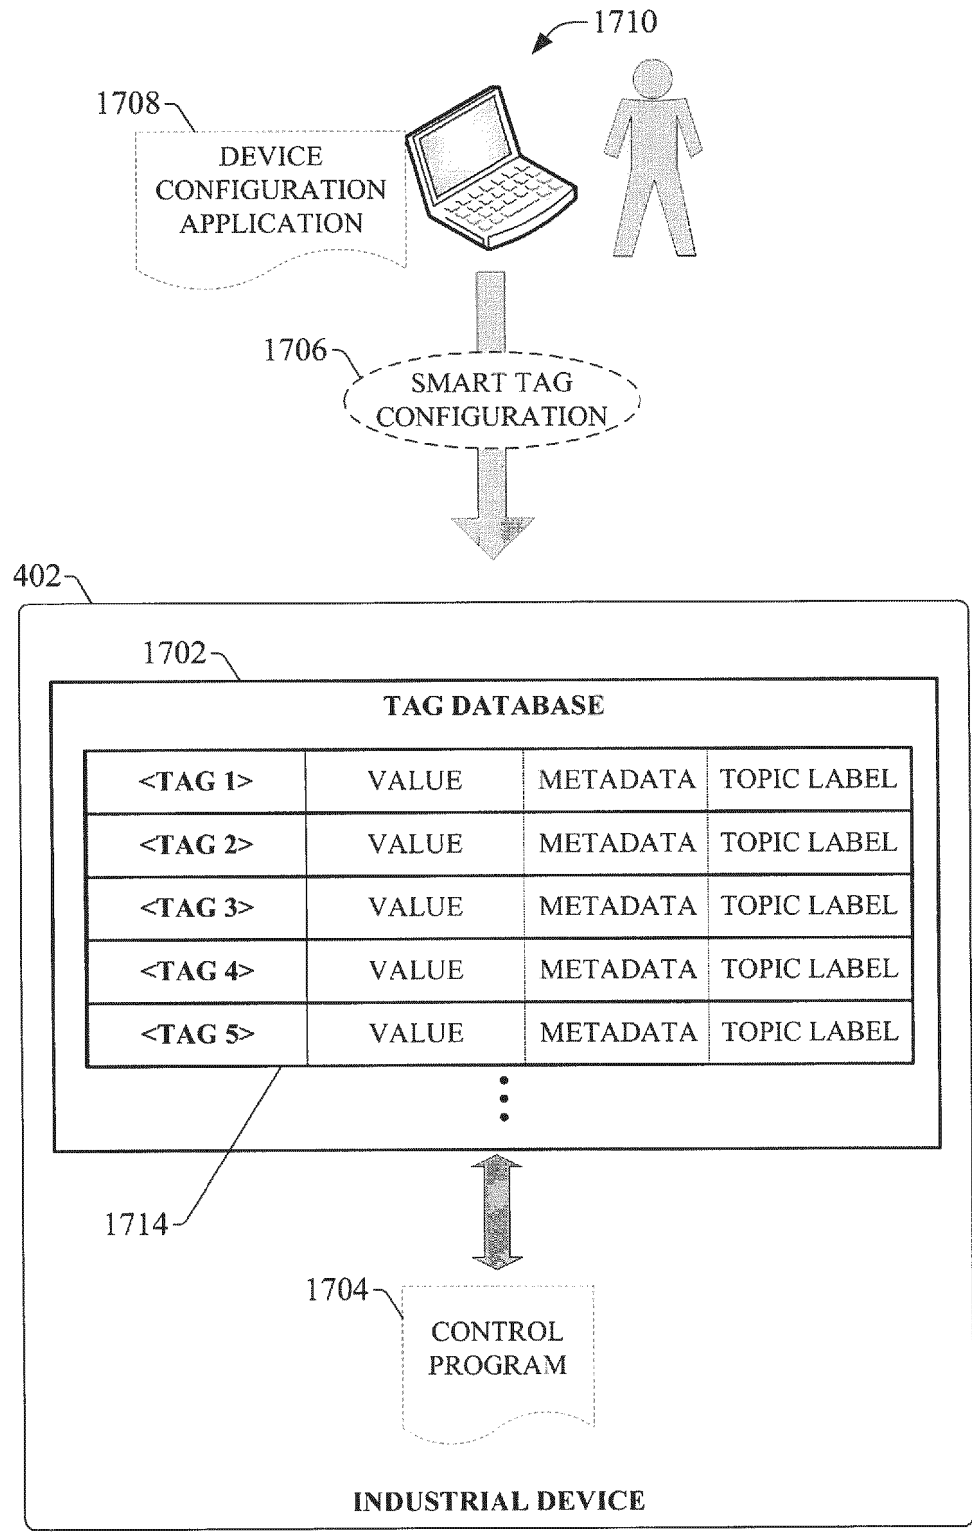 1710
1708
DEVICE
CONFIGURATION
APPLICATION
1706
SMART TAG
CONFIGURATION
402
1702
TAG DATABASE
<TAG 1> VALUE METADATA TOPIC LABEL
<TAG 2> VALUE METADATA TOPIC LABEL
<TAG 3> VALUE METADATA TOPIC LABEL
<TAG 4> VALUE METADATA TOPIC LABEL
<TAG 5> VALUE METADATA TOPIC LABEL
1714
1704
CONTROL
PROGRAM
INDUSTRIAL DEVICE